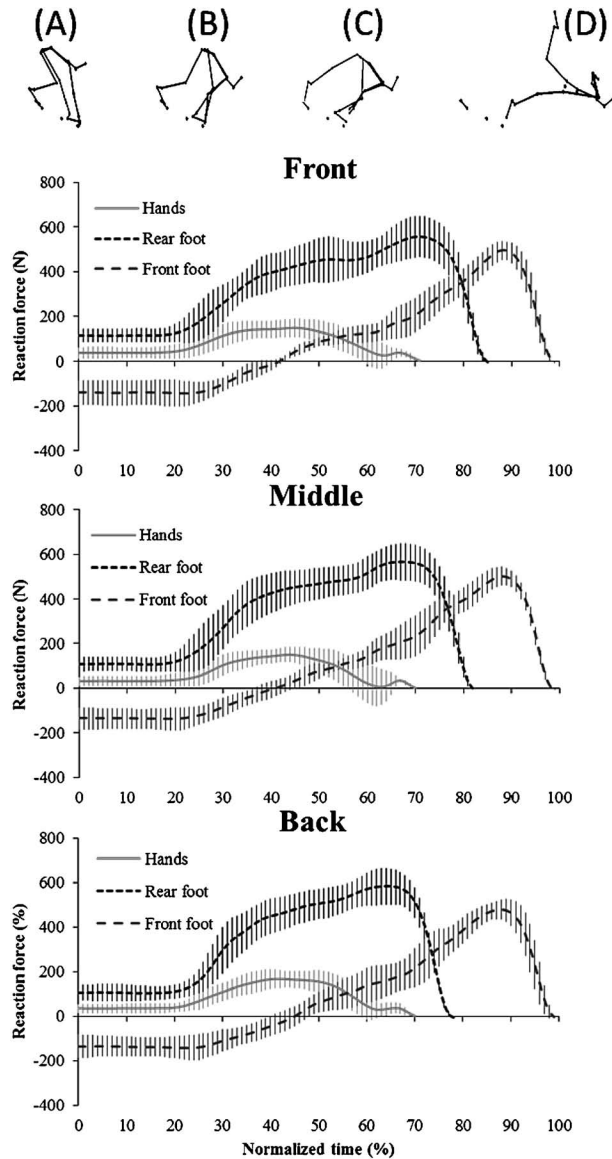 (A) (B) (C) (D)
Front
Reaction force (N)
800
600
400
200
0
-200
-400
Hands
Rear foot
Front foot
0 10 20 30 40 50 60 70 80 90 100
Middle
Reaction force (N)
800
600
400
200
0
-200
-400
Hands
Rear foot
Front foot
0 10 20 30 40 50 60 70 80 90 100
Back
Reaction force (%)
800
600
400
200
0
-200
-400
Hands
Rear foot
Front foot
0 10 20 30 40 50 60 70 80 90 100
Normalized time (%)